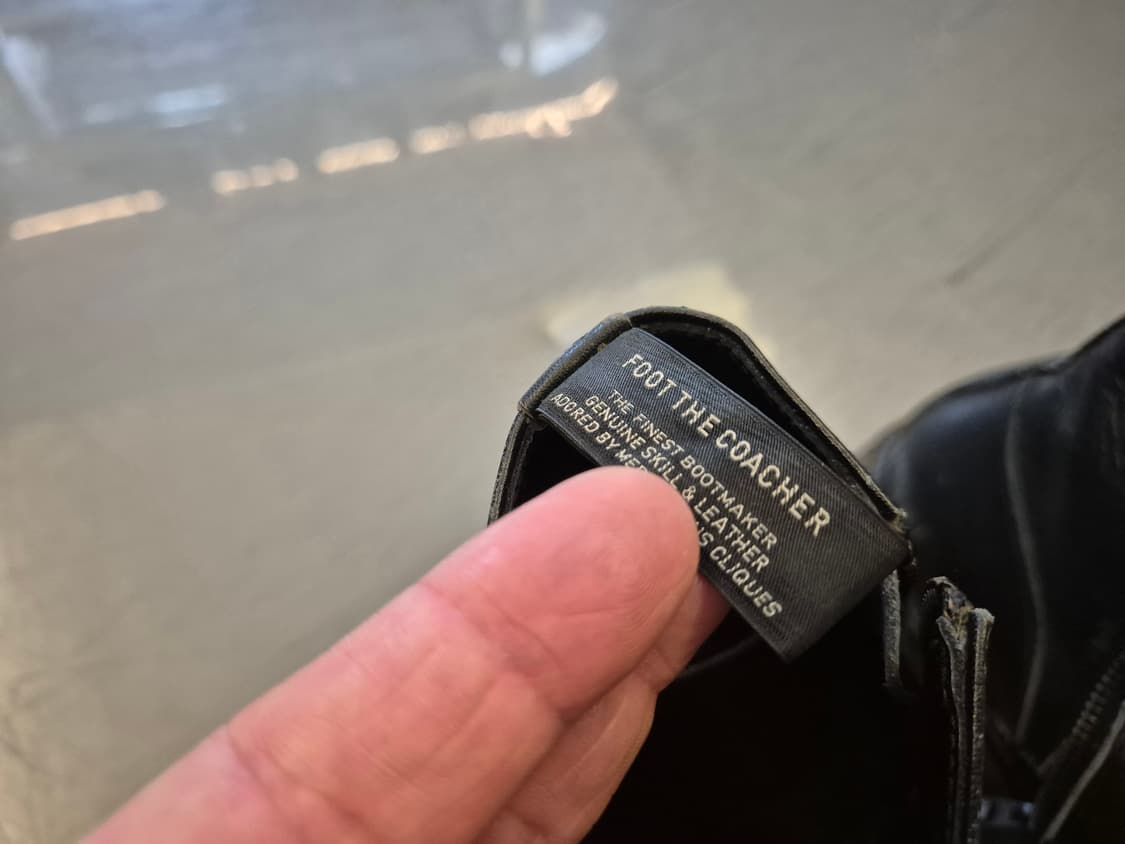 FOOT THE COACHER
THE FINEST BOOTMAKER
GENUINE SKILL & LEATHER
ADORED BY CLIQUES